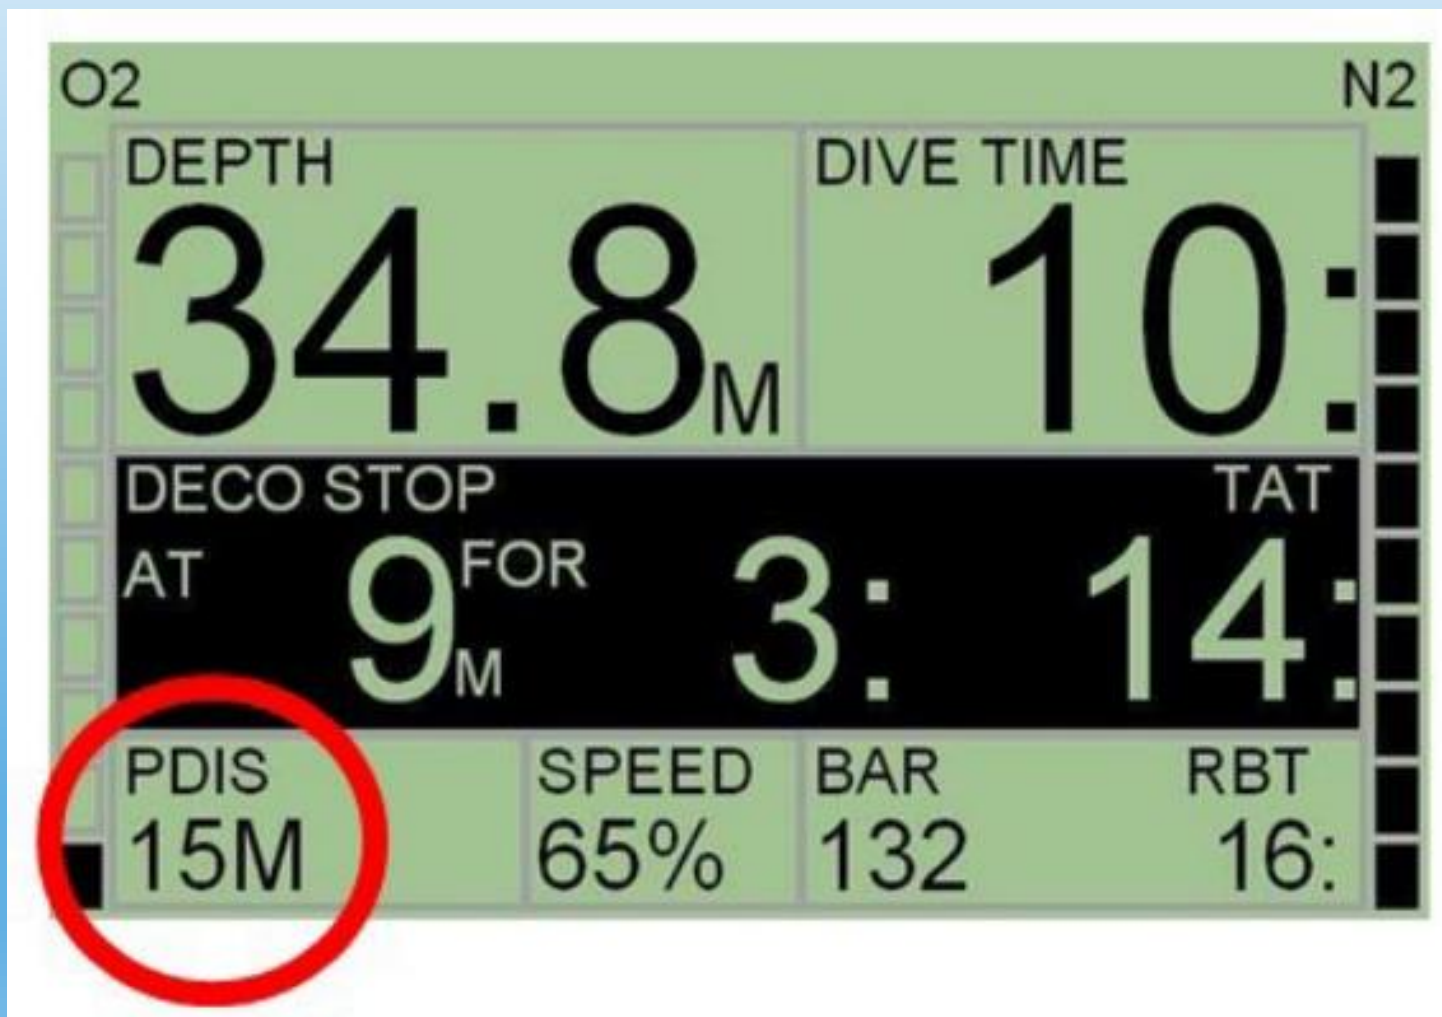 O2 N2
DEPTH DIVE TIME
34.8M 10:
DECO STOP TAT
AT 9M FOR 3: 14:
PDIS SPEED BAR RBT
15M 65% 132 16: